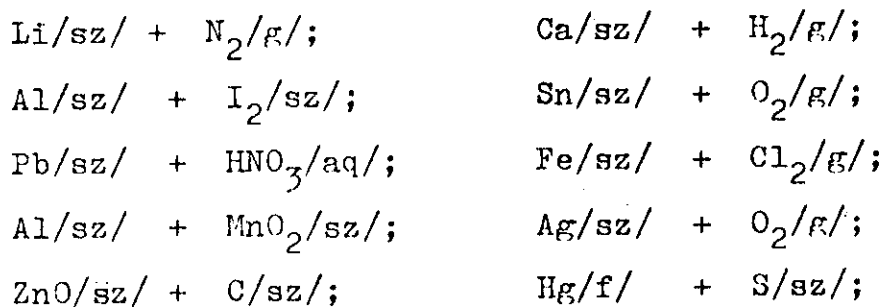 Li/sz/ + N₂/g/; Ca/sz/ + H₂/g/;
Al/sz/ + I₂/sz/; Sn/sz/ + O₂/g/;
Pb/sz/ + HNO₃/aq/; Fe/sz/ + Cl₂/g/;
Al/sz/ + MnO₂/sz/; Ag/sz/ + O₂/g/;
ZnO/sz/ + C/sz/; Hg/f/ + S/sz/;